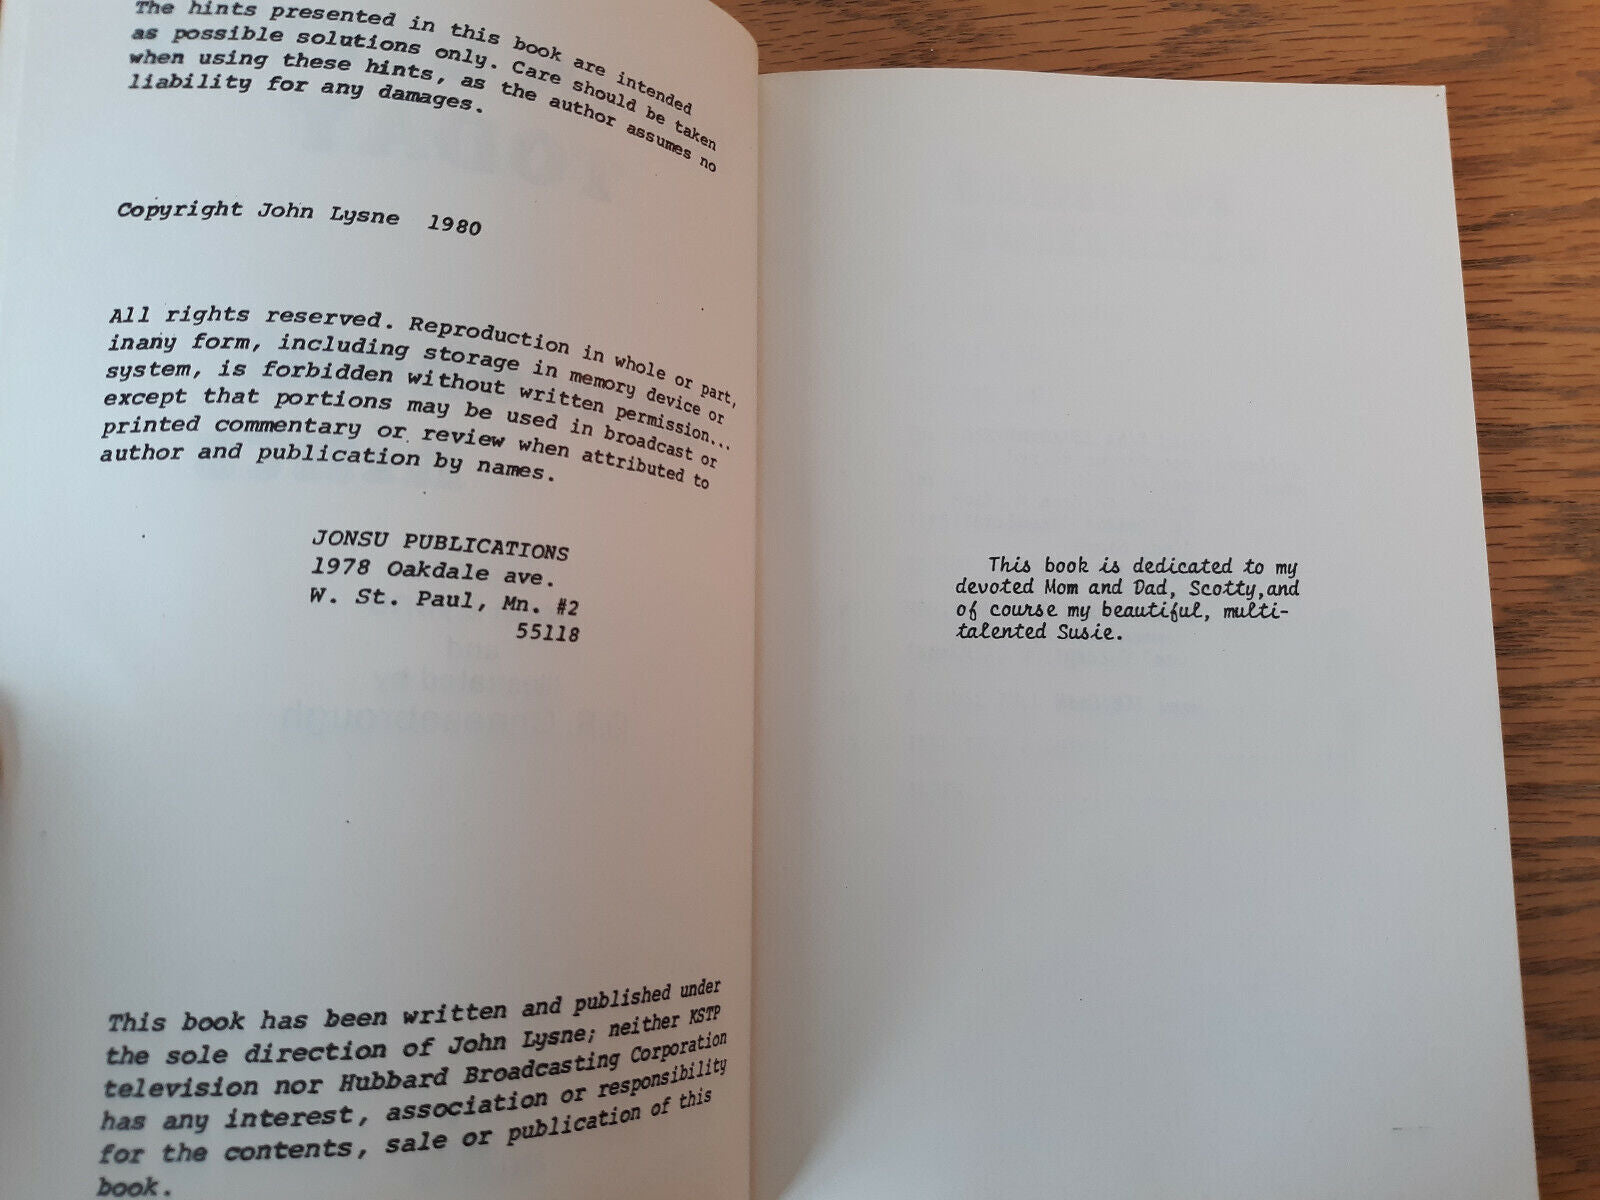 The hints presented in this book are intended
as possible solutions only. Care should be taken
when using these hints, as the author assumes no
liability for any damages.
Copyright John Lysne 1980
All rights reserved. Reproduction in whole or part,
inany form, including storage in memory device or
system, is forbidden without written permission...
except that portions may be used in broadcast or
printed commentary or review when attributed to
author and publication by names.
JONSU PUBLICATIONS
1978 Oakdale ave.
W. St. Paul, Mn. #2
55118
This book has been written and published under
the sole direction of John Lysne; neither KSTP
television nor Hubbard Broadcasting Corporation
has any interest, association or responsibility
for the contents, sale or publication of this
book.
This book is dedicated to my
devoted Mom and Dad, Scotty,and
of course my beautiful, multi-
talented Susie.